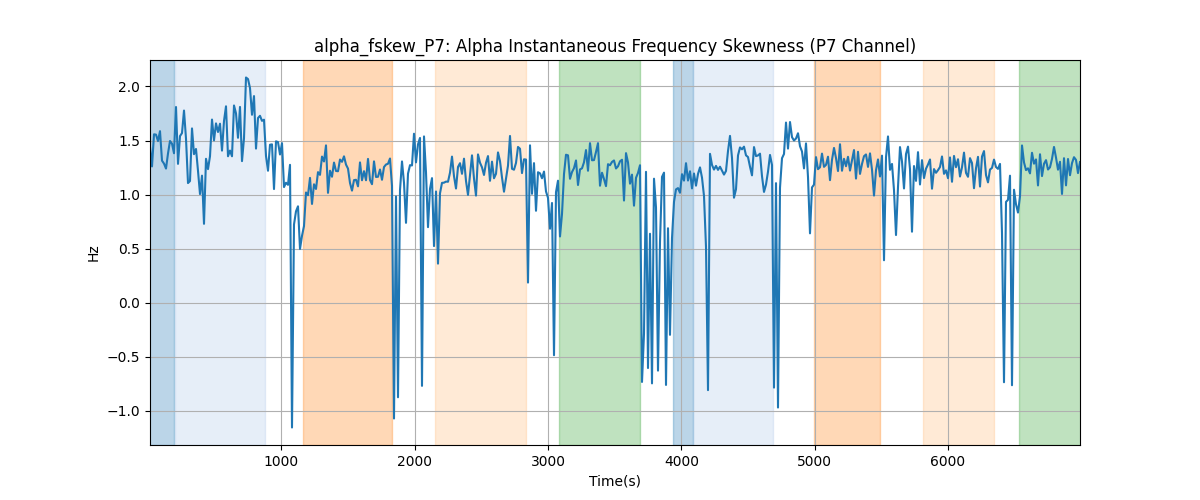 alpha_fskew_P7: Alpha Instantaneous Frequency Skewness (P7 Channel)
2.0
1.5
1.0
0.5
0.0
−0.5
−1.0
Hz
1000 2000 3000 4000 5000 6000
Time(s)